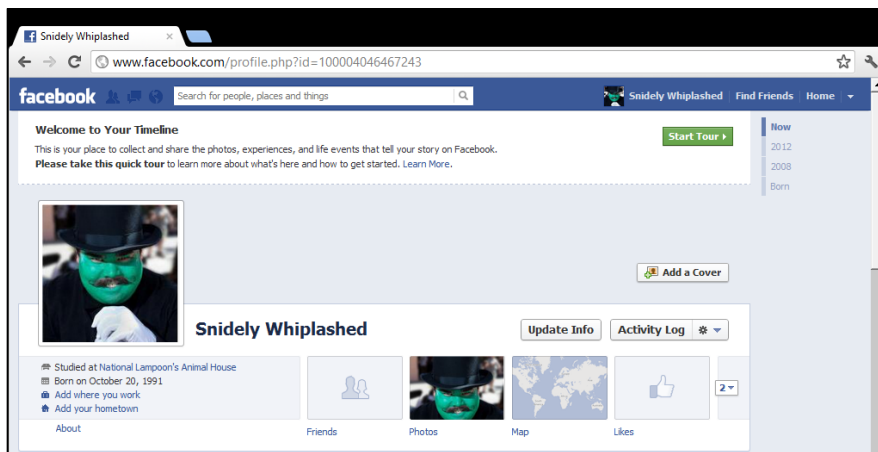 Snidely Whiplashed
www.facebook.com/profile.php?id=100004046467243
facebook Search for people, places and things Snidely Whiplashed Find Friends Home
Welcome to Your Timeline
This is your place to collect and share the photos, experiences, and life events that tell your story on Facebook.
Please take this quick tour to learn more about what's here and how to get started. Learn More.
Start Tour
Now
2012
2008
Born
Add a Cover
Snidely Whiplashed
Update Info Activity Log
Studied at National Lampoon's Animal House
Born on October 20, 1991
Add where you work
Add your hometown
About
2
Friends Photos Map Likes